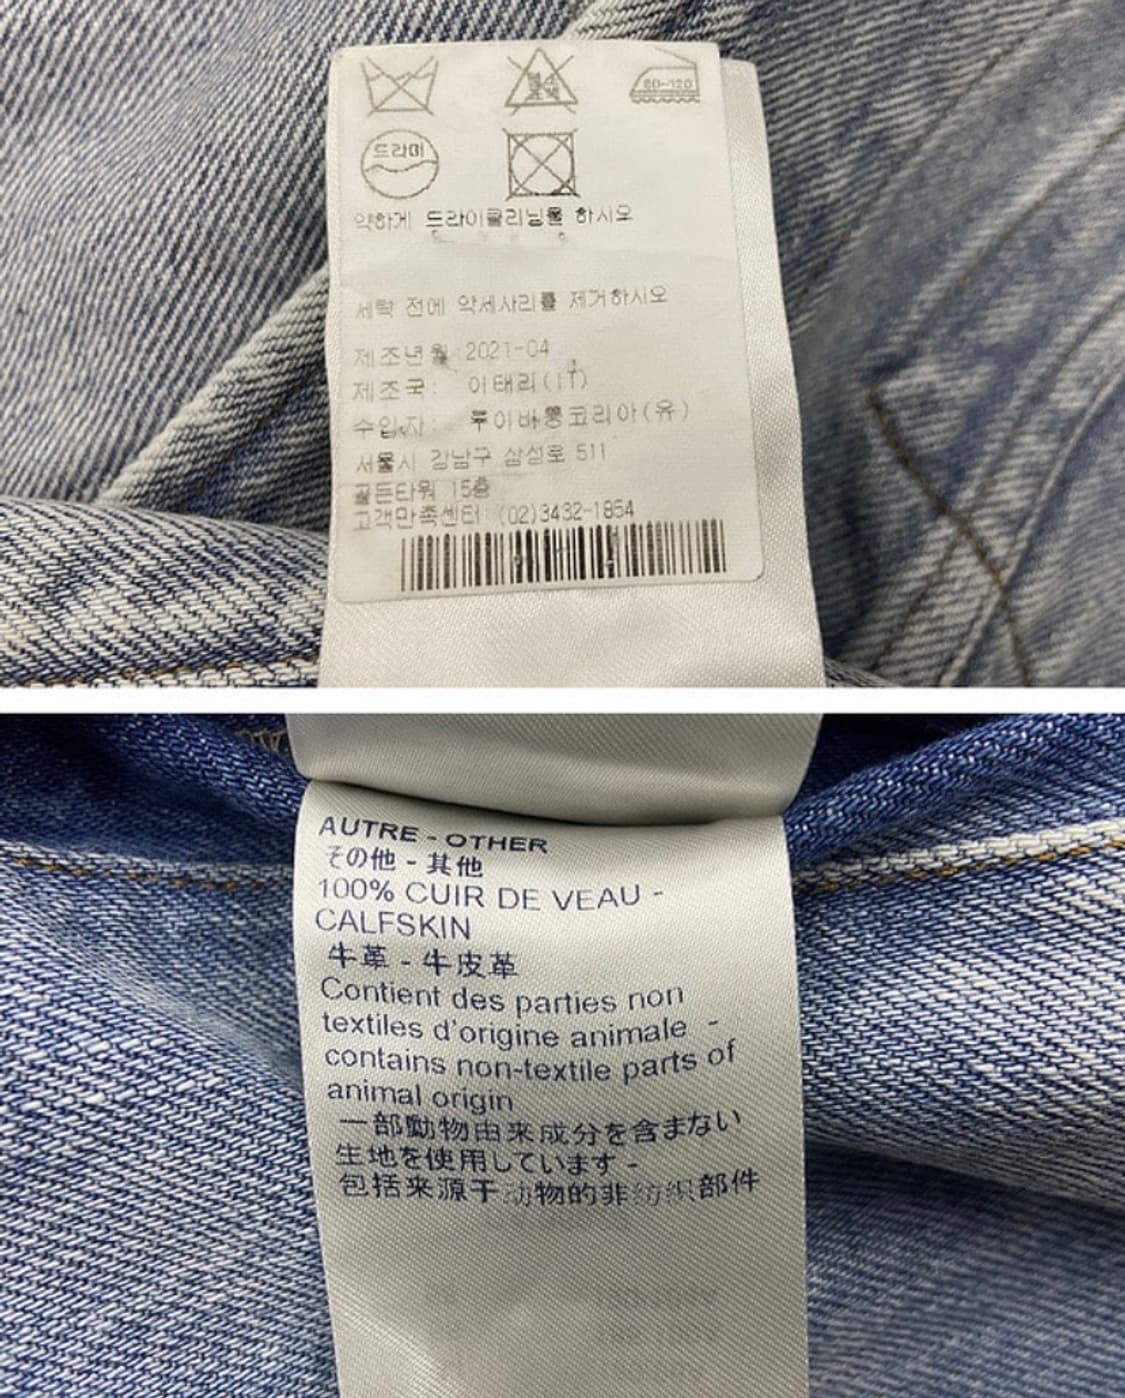 80-120
드라이
약하게 드라이클리닝을 하시오
세탁 전에 악세사리를 제거하시오
제조년월 2021-04
제조국: 이태리(IT)
수입자: 루이비통코리아(유)
서울시 강남구 삼성로 511
골든타워 15층
고객만족센터:(02)3432-1854
AUTRE - OTHER
その他 - 其他
100% CUIR DE VEAU -
CALFSKIN
牛革 - 牛皮革
Contient des parties non
textiles d'origine animale -
contains non-textile parts of
animal origin
一部動物由来成分を含まない
生地を使用しています -
包括来源于动物的非纺织部件